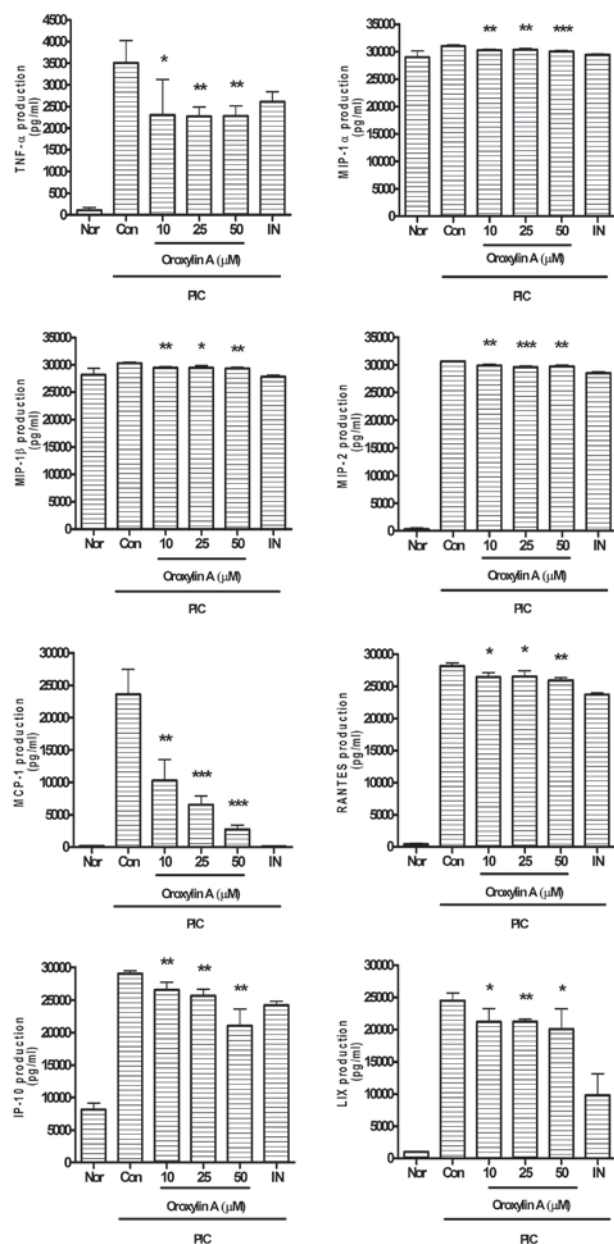 TNF-α production
(pg/ml)
4500
4000
3500
3000
2500
2000
1500
1000
500
0
* ** **
Nor Con 10 25 50 IN
Oroxylin A (μM)
PIC
MIP-1α production
(pg/ml)
35000
30000
25000
20000
15000
10000
5000
0
** ** ***
Nor Con 10 25 50 IN
Oroxylin A (μM)
PIC
MIP-1β production
(pg/ml)
35000
30000
25000
20000
15000
10000
5000
0
** * **
Nor Con 10 25 50 IN
Oroxylin A (μM)
PIC
MIP-2 production
(pg/ml)
35000
30000
25000
20000
15000
10000
5000
0
** *** **
Nor Con 10 25 50 IN
Oroxylin A (μM)
PIC
MCP-1 production
(pg/ml)
30000
25000
20000
15000
10000
5000
0
** *** ***
Nor Con 10 25 50 IN
Oroxylin A (μM)
PIC
RANTES production
(pg/ml)
30000
25000
20000
15000
10000
5000
0
* * **
Nor Con 10 25 50 IN
Oroxylin A (μM)
PIC
IP-10 production
(pg/ml)
30000
25000
20000
15000
10000
5000
0
** ** **
Nor Con 10 25 50 IN
Oroxylin A (μM)
PIC
LIX production
(pg/ml)
30000
25000
20000
15000
10000
5000
0
* ** *
Nor Con 10 25 50 IN
Oroxylin A (μM)
PIC